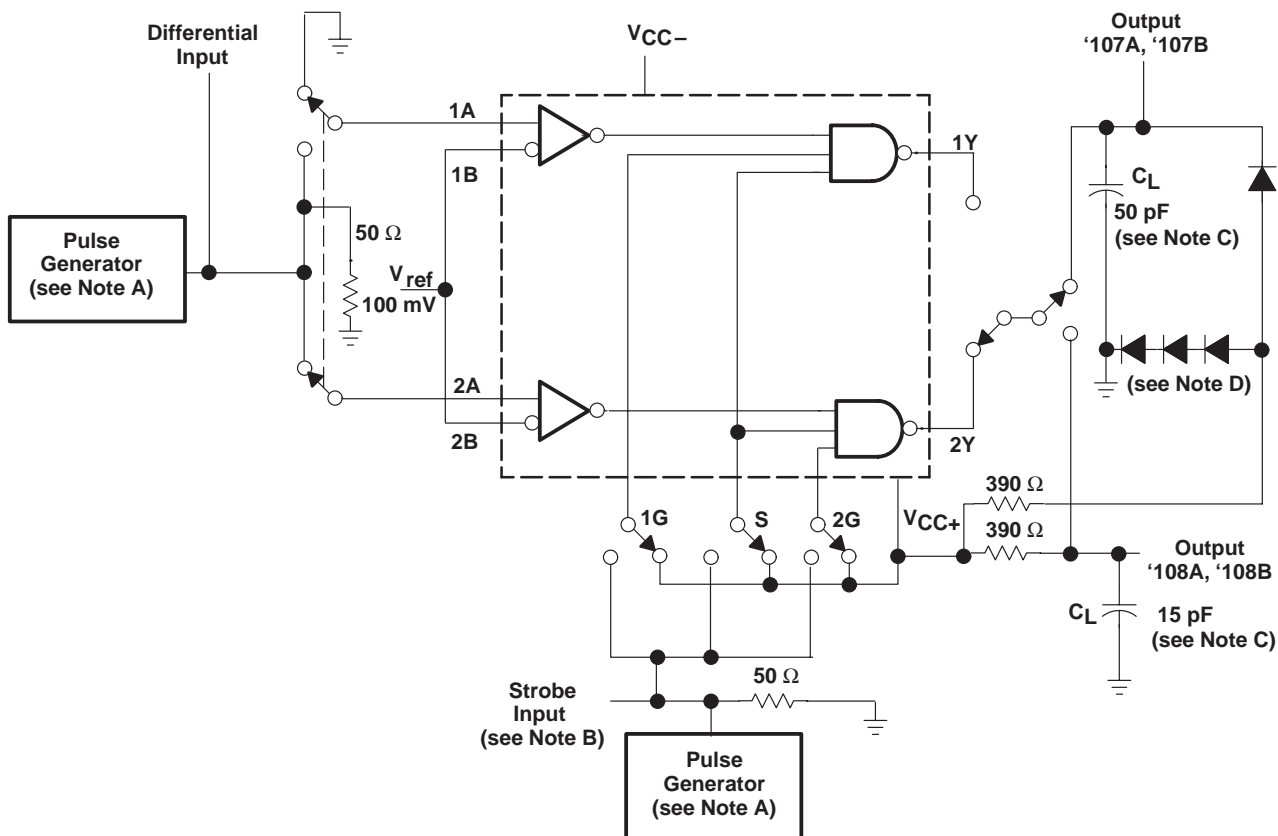 Differential
Input
VCC−
Output
‘107A, ‘107B
1A
1B
1Y
CL
50 pF
(see Note C)
50 Ω
Pulse
Generator
(see Note A)
Vref
100 mV
(see Note D)
2A
2B
2Y
390 Ω
1G
S
2G
VCC+
390 Ω
Output
‘108A, ‘108B
CL
15 pF
(see Note C)
50 Ω
Strobe
Input
(see Note B)
Pulse
Generator
(see Note A)